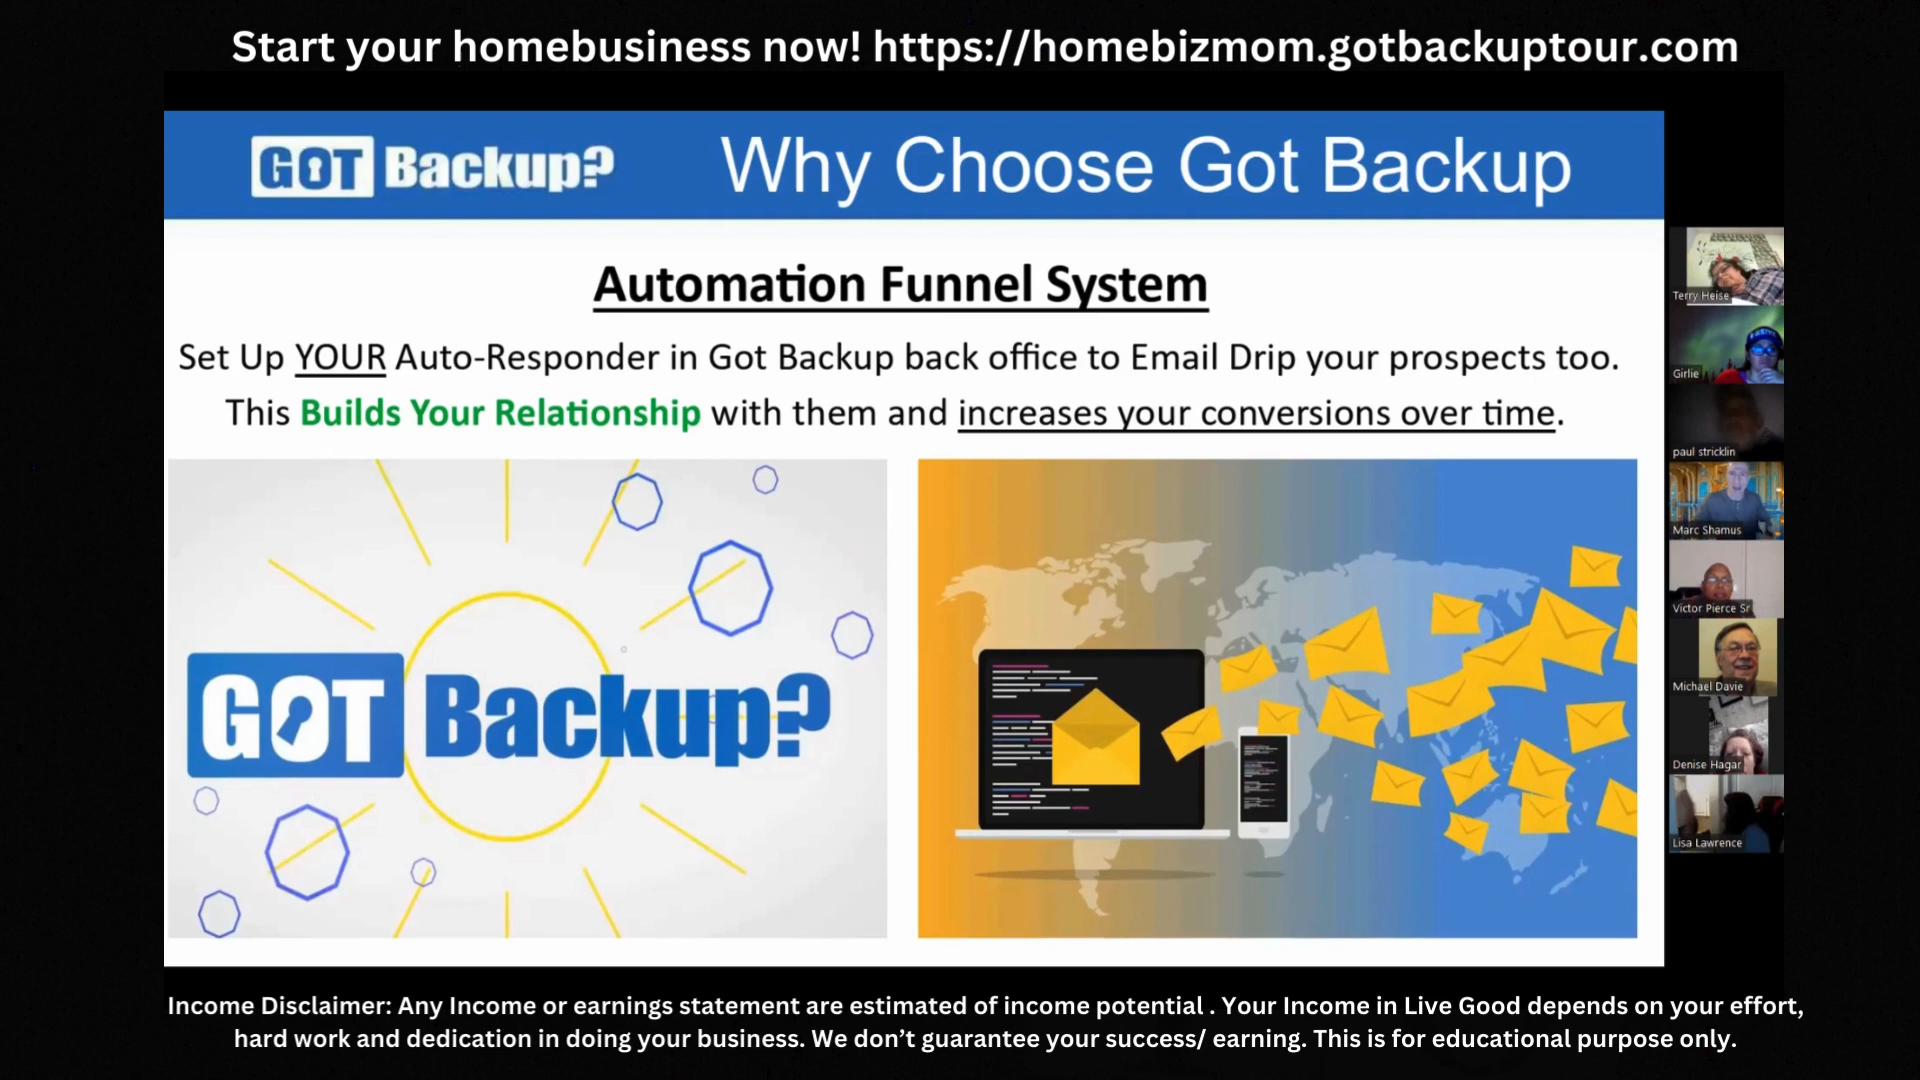 Start your homebusiness now! https://homebizmom.gotbackuptour.com
GOT Backup?
Why Choose Got Backup
Automation Funnel System
Set Up YOUR Auto-Responder in Got Backup back office to Email Drip your prospects too.
This Builds Your Relationship with them and increases your conversions over time.
GOT Backup?
Terry Heise
Girlie
paul stricklin
Marc Shamus
Victor Pierce Sr
Michael Davie
Denise Hagar
Lisa Lawrence
Income Disclaimer: Any Income or earnings statement are estimated of income potential . Your Income in Live Good depends on your effort,
hard work and dedication in doing your business. We don’t guarantee your success/ earning. This is for educational purpose only.